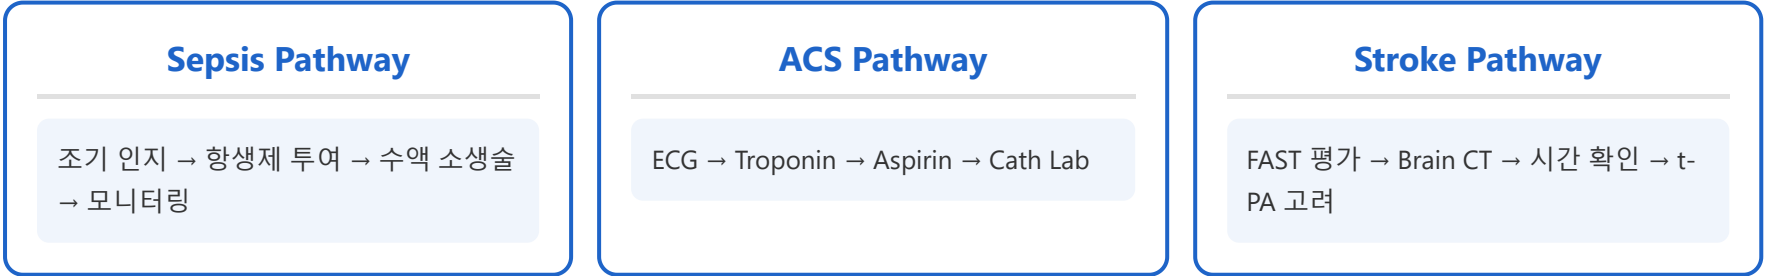 Sepsis Pathway
조기 인지 → 항생제 투여 → 수액 소생술
→ 모니터링
ACS Pathway
ECG → Troponin → Aspirin → Cath Lab
Stroke Pathway
FAST 평가 → Brain CT → 시간 확인 → t-
PA 고려